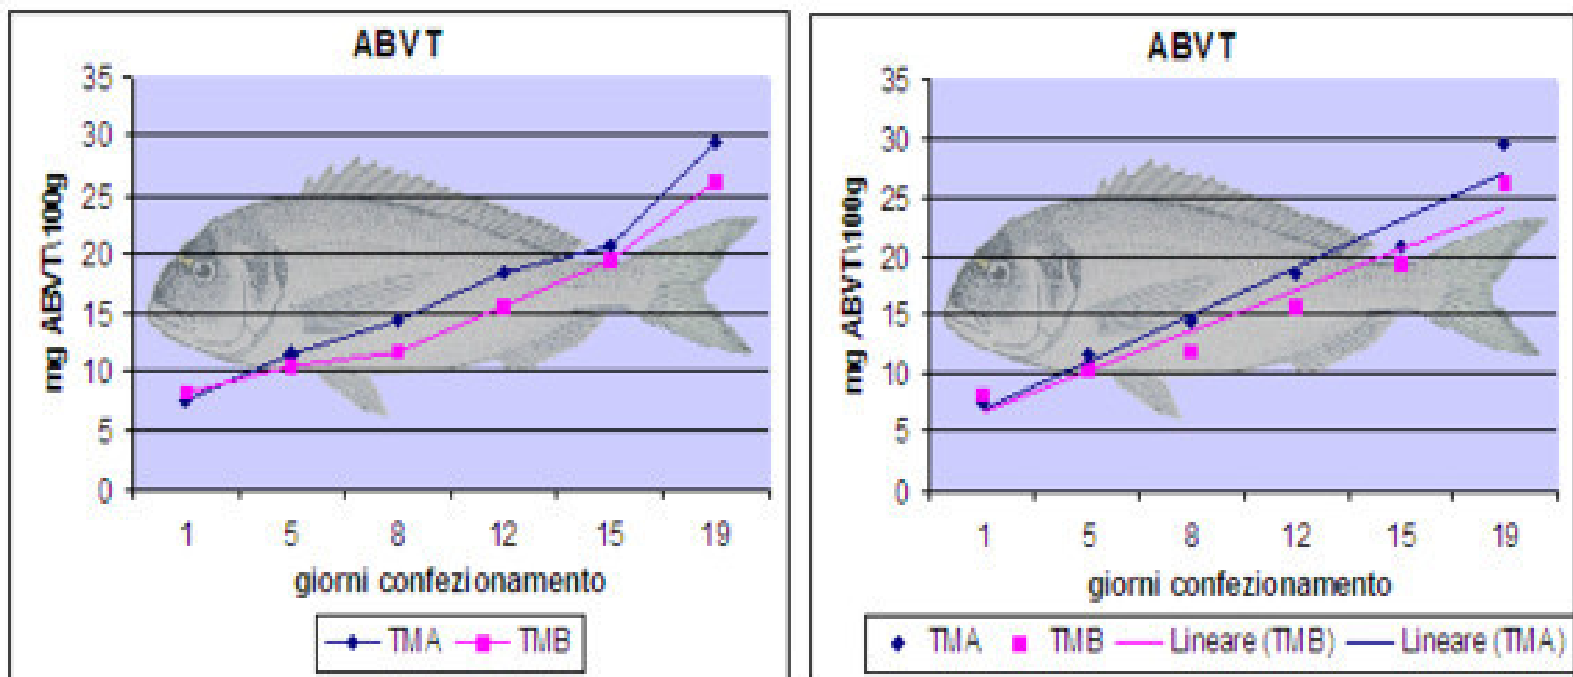 ABVT
35
30
25
20
15
10
5
0
mg ABVT\100g
1 5 8 12 15 19
giorni confezionamento
TMA TMB
ABVT
35
30
25
20
15
10
5
0
mg ABVT\100g
1 5 8 12 15 19
giorni confezionamento
TMA TMB Lineare (TMB) Lineare (TMA)